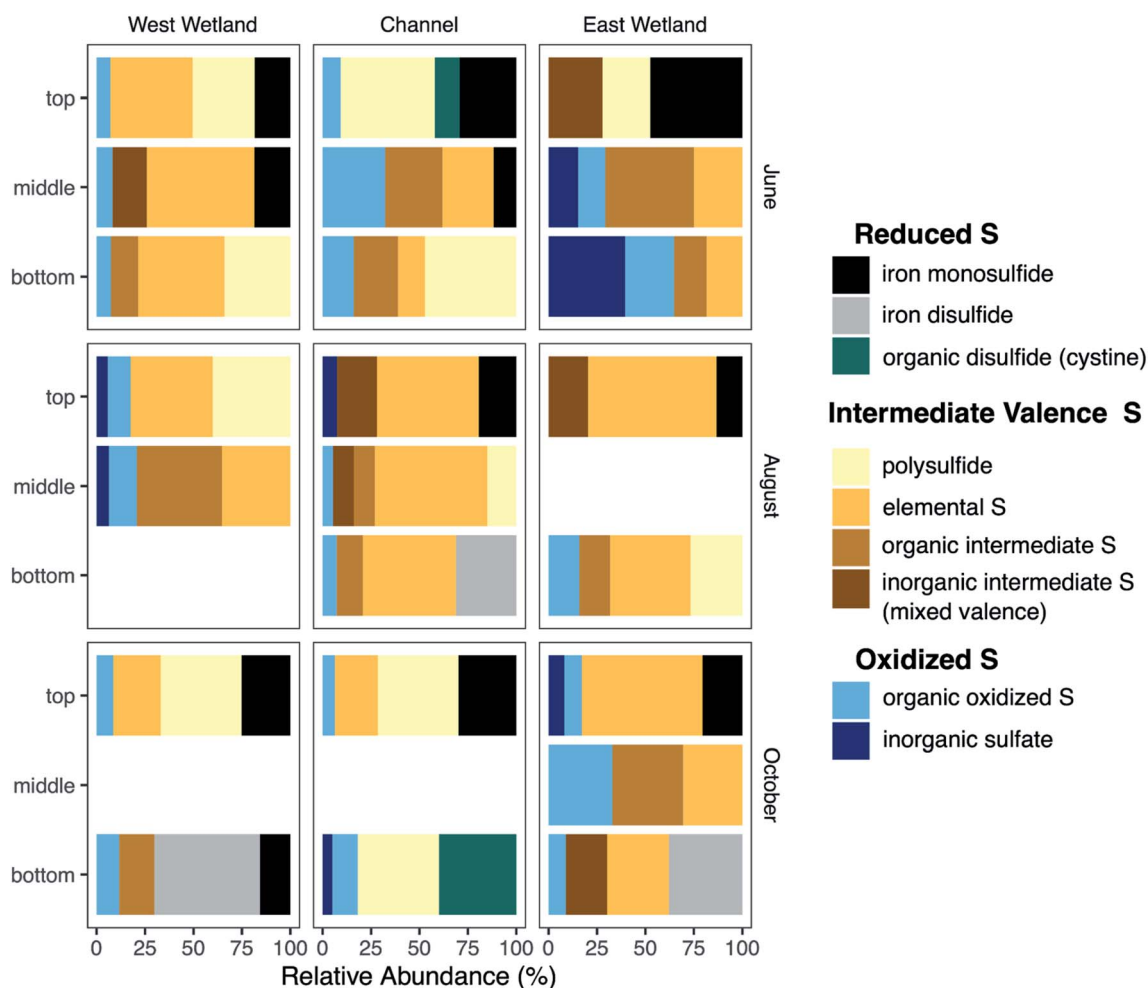 West Wetland Channel East Wetland
top
middle
bottom
June
top
middle
bottom
August
top
middle
bottom
October
0 25 50 75 100 0 25 50 75 100 0 25 50 75 100
Relative Abundance (%)
Reduced S
iron monosulfide
iron disulfide
organic disulfide (cystine)
Intermediate Valence S
polysulfide
elemental S
organic intermediate S
inorganic intermediate S
(mixed valence)
Oxidized S
organic oxidized S
inorganic sulfate